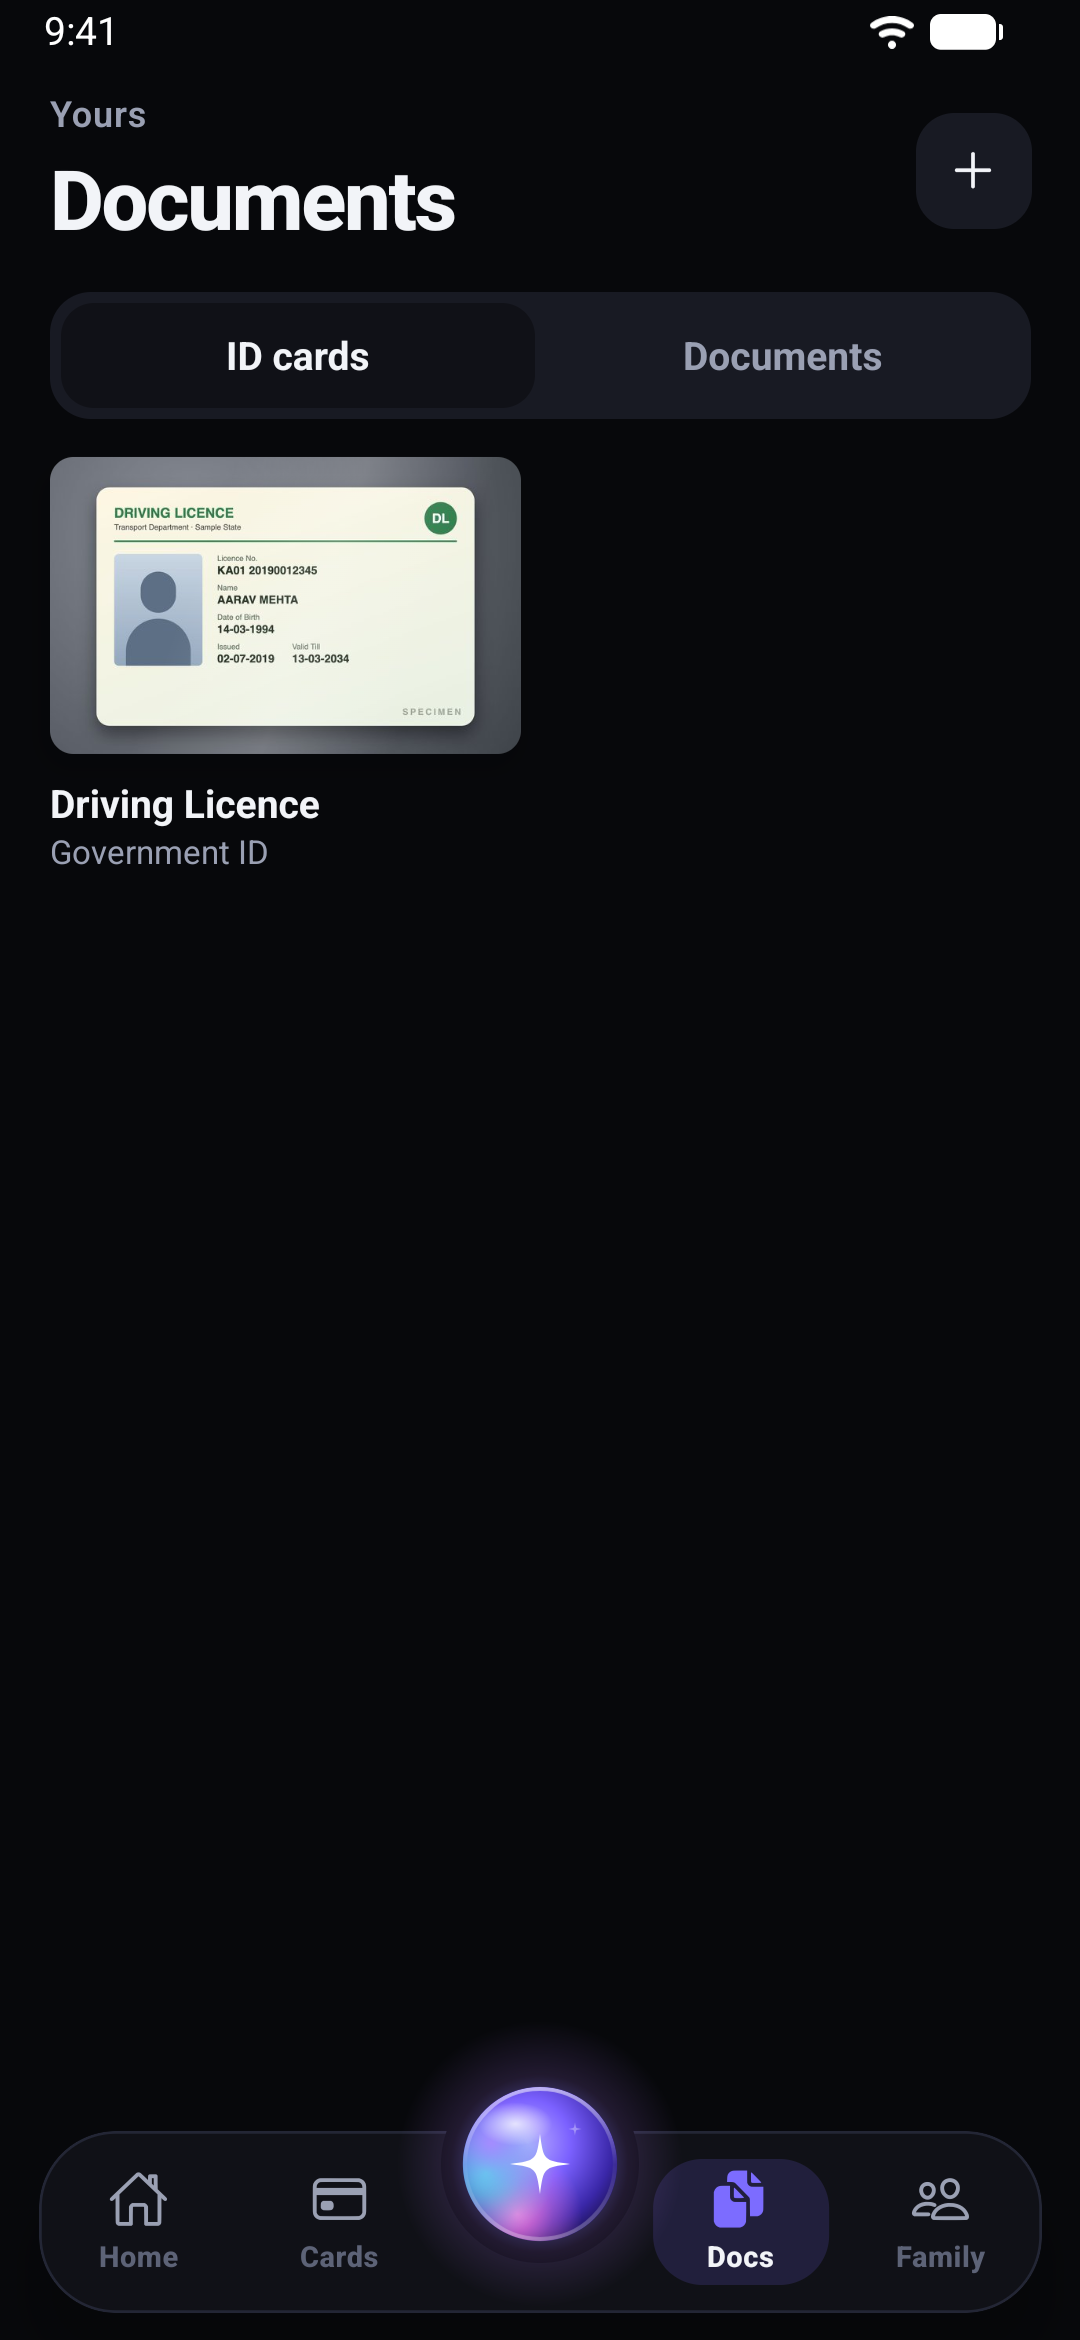 9:41
Yours
Documents
ID cards
Documents
DRIVING LICENCE
Transport Department · Sample State
DL
Licence No.
KA01 20190012345
Name
AARAV MEHTA
Date of Birth
14-03-1994
Issued Valid Till
02-07-2019 13-03-2034
SPECIMEN
Driving Licence
Government ID
Home
Cards
Docs
Family